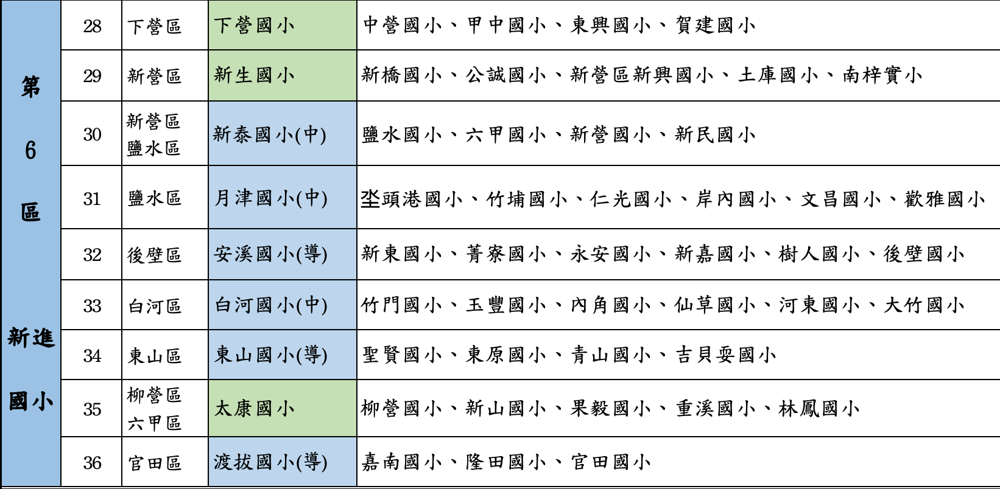 第
6
區
新進
國小
28 下營區 下營國小 中營國小、甲中國小、東興國小、賀建國小
29 新營區 新生國小 新橋國小、公誠國小、新營區新興國小、土庫國小、南梓實小
30 新營區 鹽水區 新泰國小(中) 鹽水國小、六甲國小、新營國小、新民國小
31 鹽水區 月津國小(中) 坔頭港國小、竹埔國小、仁光國小、岸內國小、文昌國小、歡雅國小
32 後壁區 安溪國小(導) 新東國小、菁寮國小、永安國小、新嘉國小、樹人國小、後壁國小
33 白河區 白河國小(中) 竹門國小、玉豐國小、內角國小、仙草國小、河東國小、大竹國小
34 東山區 東山國小(導) 聖賢國小、東原國小、青山國小、吉貝耍國小
35 柳營區 六甲區 太康國小 柳營國小、新山國小、果毅國小、重溪國小、林鳳國小
36 官田區 渡拔國小(導) 嘉南國小、隆田國小、官田國小